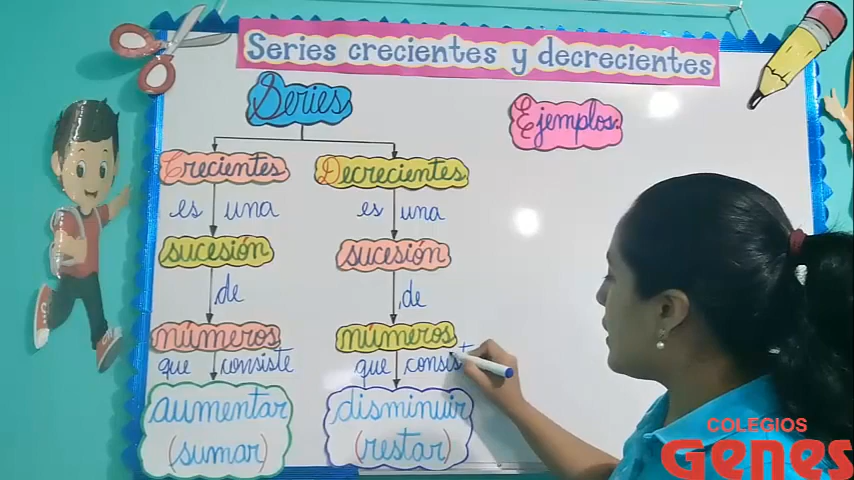 Series crecientes y decrecientes
Series
Ejemplos
Crecientes
es una
sucesión
de
números
que consiste
aumentar
(sumar)
Decrecientes
es una
sucesión
de
números
que consist
disminuir
(restar)
COLEGIOS
Genes